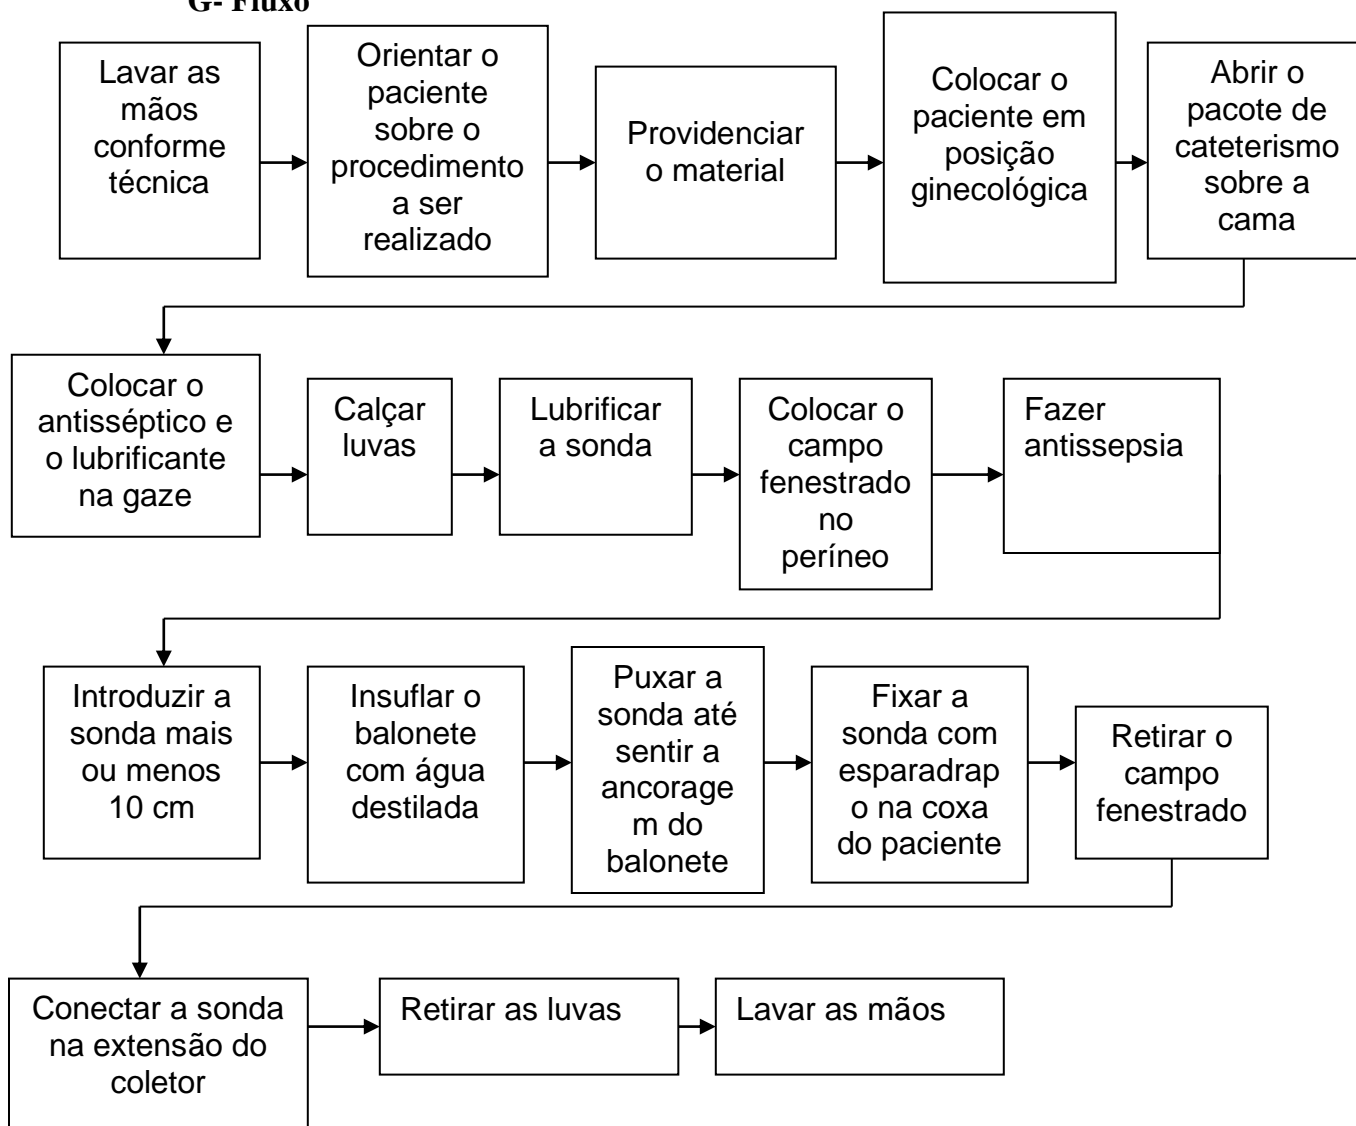 G- Fluxo
Lavar as
mãos
conforme
técnica
Orientar o
paciente
sobre o
procedimento
a ser
realizado
Providenciar
o material
Colocar o
paciente em
posição
ginecológica
Abrir o
pacote de
cateterismo
sobre a
cama
Colocar o
antisséptico e
o lubrificante
na gaze
Calçar
luvas
Lubrificar
a sonda
Colocar o
campo
fenestrado
no
períneo
Fazer
antissepsia
Introduzir a
sonda mais
ou menos
10 cm
Insuflar o
balonete
com água
destilada
Puxar a
sonda até
sentir a
ancorage
m do
balonete
Fixar a
sonda com
esparadrap
o na coxa
do paciente
Retirar o
campo
fenestrado
Conectar a sonda
na extensão do
coletor
Retirar as luvas
Lavar as mãos